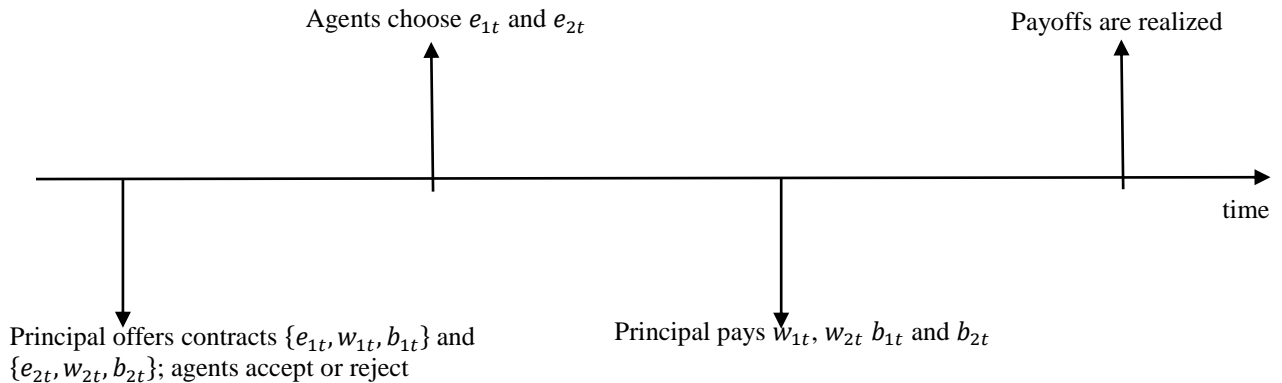 Agents choose e₁ₜ and e₂ₜ
Payoffs are realized
time
Principal offers contracts {e₁ₜ, w₁ₜ, b₁ₜ} and
{e₂ₜ, w₂ₜ, b₂ₜ}; agents accept or reject
Principal pays w₁ₜ, w₂ₜ b₁ₜ and b₂ₜ